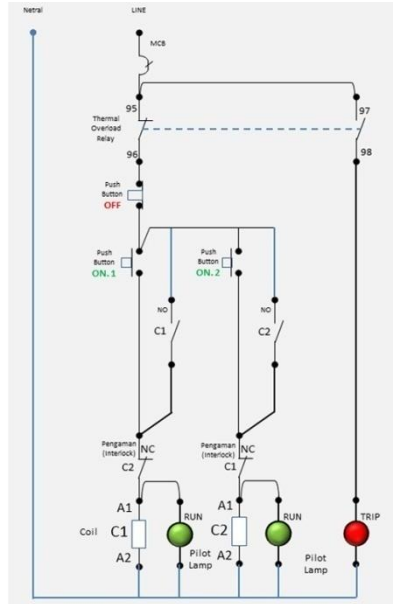 Netral
LINE
MCB
95
97
Thermal
Overload
Relay
96
98
Push
Button
OFF
Push
Button
ON.1
Push
Button
ON.2
NO
C1
NO
C2
Pengaman
(Interlock)
NC
C2
Pengaman
(Interlock)
NC
C1
A1
RUN
A1
RUN
TRIP
Coil
C1
C2
A2
Pilot
Lamp
A2
Pilot
Lamp